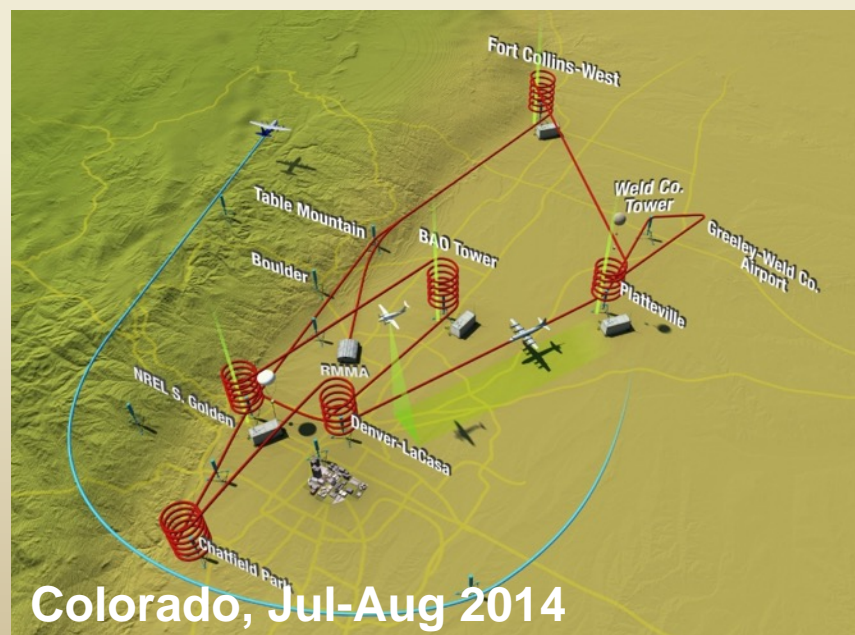 Fort Collins-West
Table Mountain
Weld Co.
Tower
BAO Tower
Greeley-Weld Co.
Airport
Boulder
Platteville
RMMA
NREL S. Golden
Denver-LaCasa
Chatfield Park
Colorado, Jul-Aug 2014